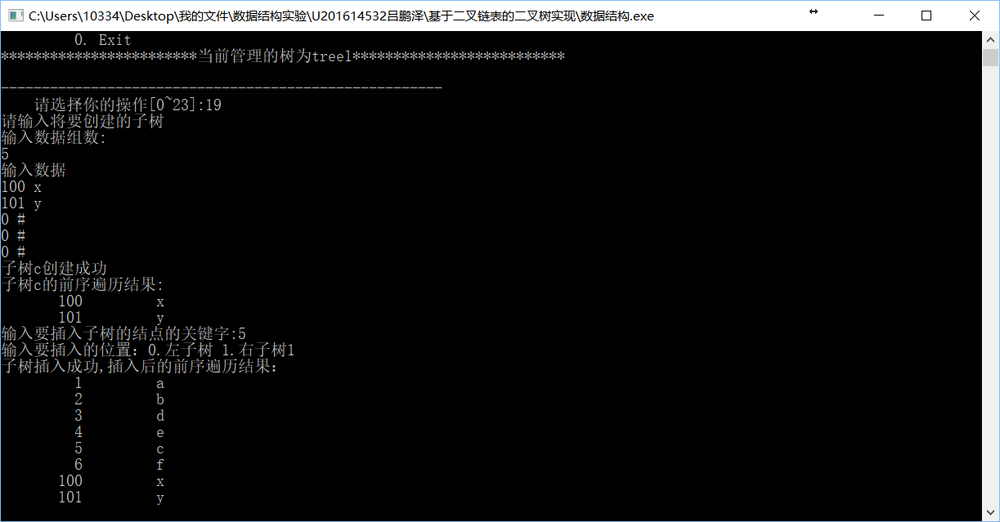 C:\Users\10334\Desktop\我的文件\数据结构实验\U201614532吕鹏泽\基于二叉链表的二叉树实现\数据结构.exe
0. Exit
************************当前管理的树为tree1**************************
------------------------------------------------------
请选择你的操作[0~23]:19
请输入将要创建的子树
输入数据组数:
5
输入数据
100 x
101 y
0 #
0 #
0 #
子树c创建成功
子树c的前序遍历结果:
100 x
101 y
输入要插入子树的结点的关键字:5
输入要插入的位置: 0.左子树 1.右子树1
子树插入成功,插入后的前序遍历结果:
1 a
2 b
3 d
4 e
5 c
6 f
100 x
101 y